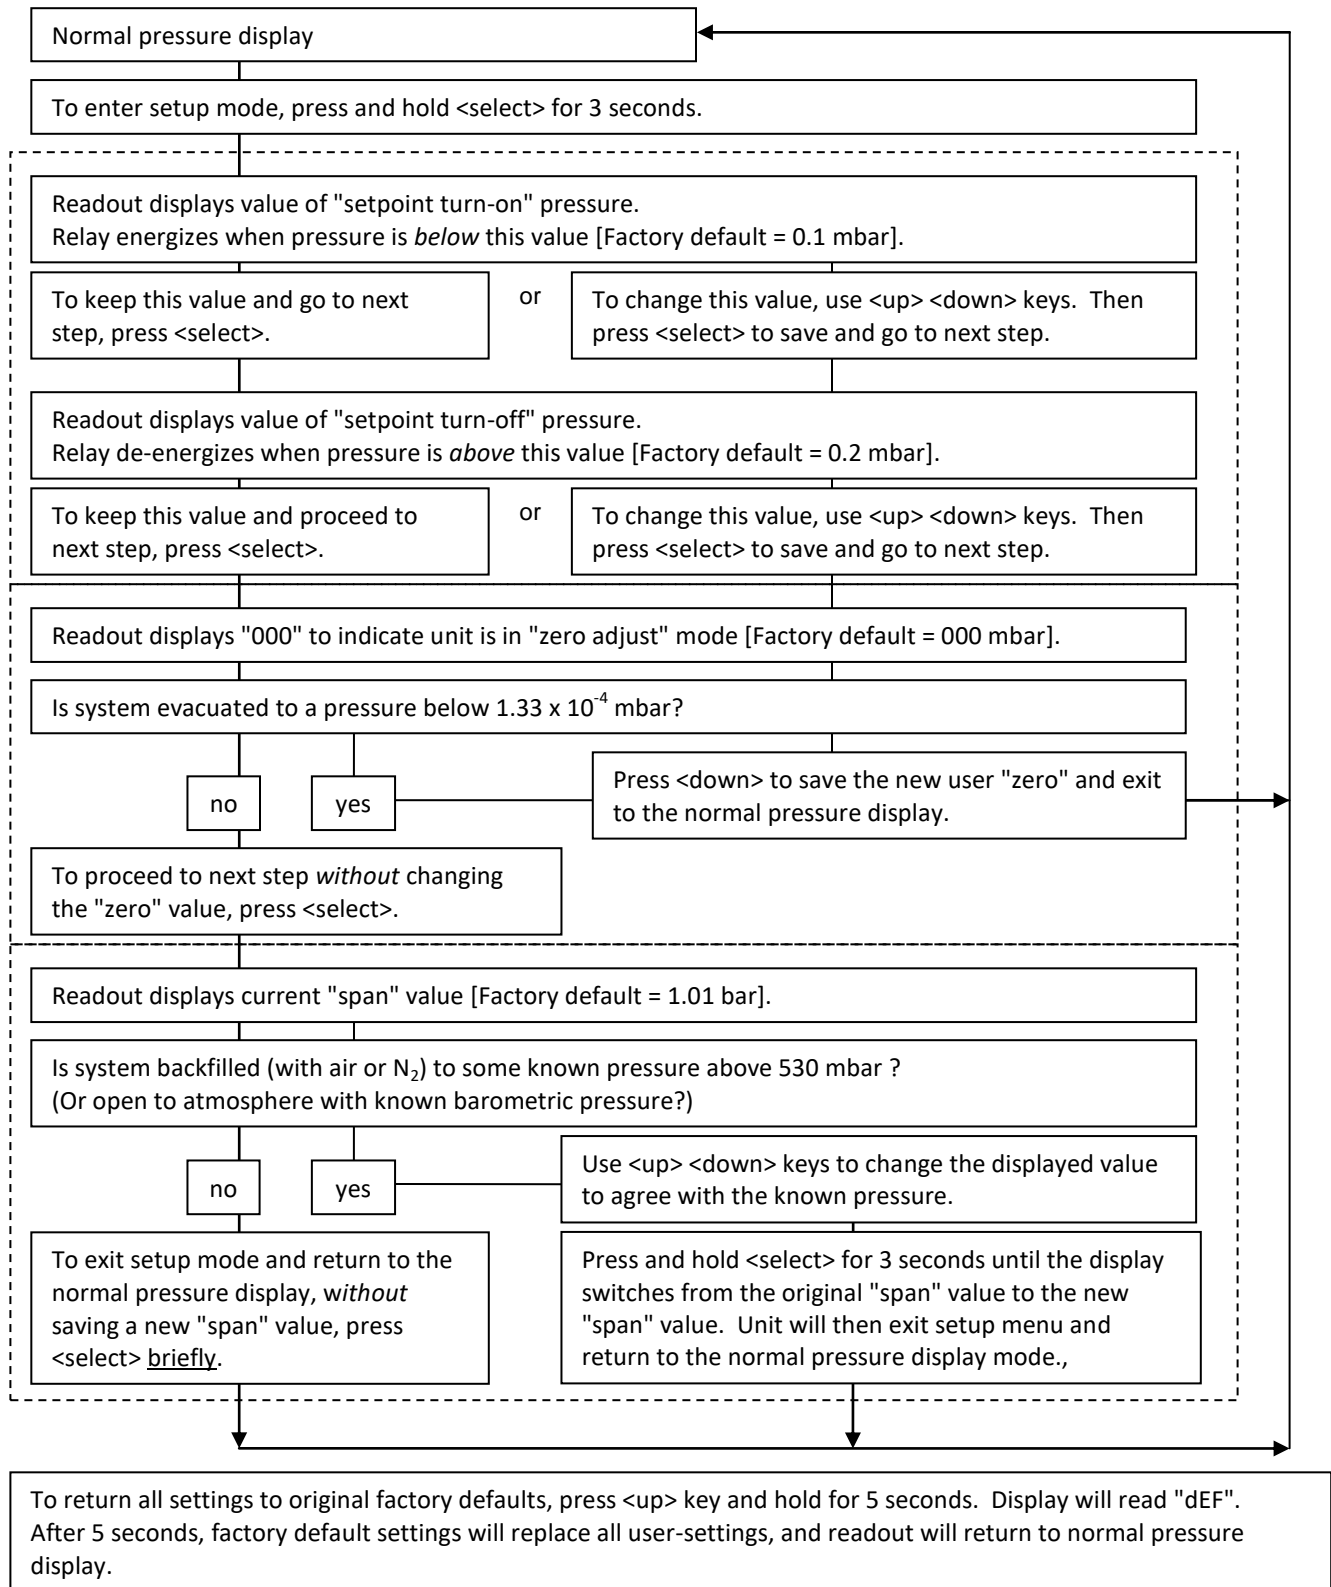 Normal pressure display
To enter setup mode, press and hold <select> for 3 seconds.
Readout displays value of "setpoint turn-on" pressure.
Relay energizes when pressure is below this value [Factory default = 0.1 mbar].
To keep this value and go to next
step, press <select>.
or
To change this value, use <up> <down> keys.  Then
press <select> to save and go to next step.
Readout displays value of "setpoint turn-off" pressure.
Relay de-energizes when pressure is above this value [Factory default = 0.2 mbar].
To keep this value and proceed to
next step, press <select>.
or
To change this value, use <up> <down> keys.  Then
press <select> to save and go to next step.
Readout displays "000" to indicate unit is in "zero adjust" mode [Factory default = 000 mbar].
Is system evacuated to a pressure below 1.33 x 10⁻⁴ mbar?
no
yes
Press <down> to save the new user "zero" and exit
to the normal pressure display.
To proceed to next step without changing
the "zero" value, press <select>.
Readout displays current "span" value [Factory default = 1.01 bar].
Is system backfilled (with air or N₂) to some known pressure above 530 mbar ?
(Or open to atmosphere with known barometric pressure?)
no
yes
Use <up> <down> keys to change the displayed value
to agree with the known pressure.
To exit setup mode and return to the
normal pressure display, without
saving a new "span" value, press
<select> briefly.
Press and hold <select> for 3 seconds until the display
switches from the original "span" value to the new
"span" value.  Unit will then exit setup menu and
return to the normal pressure display mode.,
To return all settings to original factory defaults, press <up> key and hold for 5 seconds.  Display will read "dEF".
After 5 seconds, factory default settings will replace all user-settings, and readout will return to normal pressure
display.